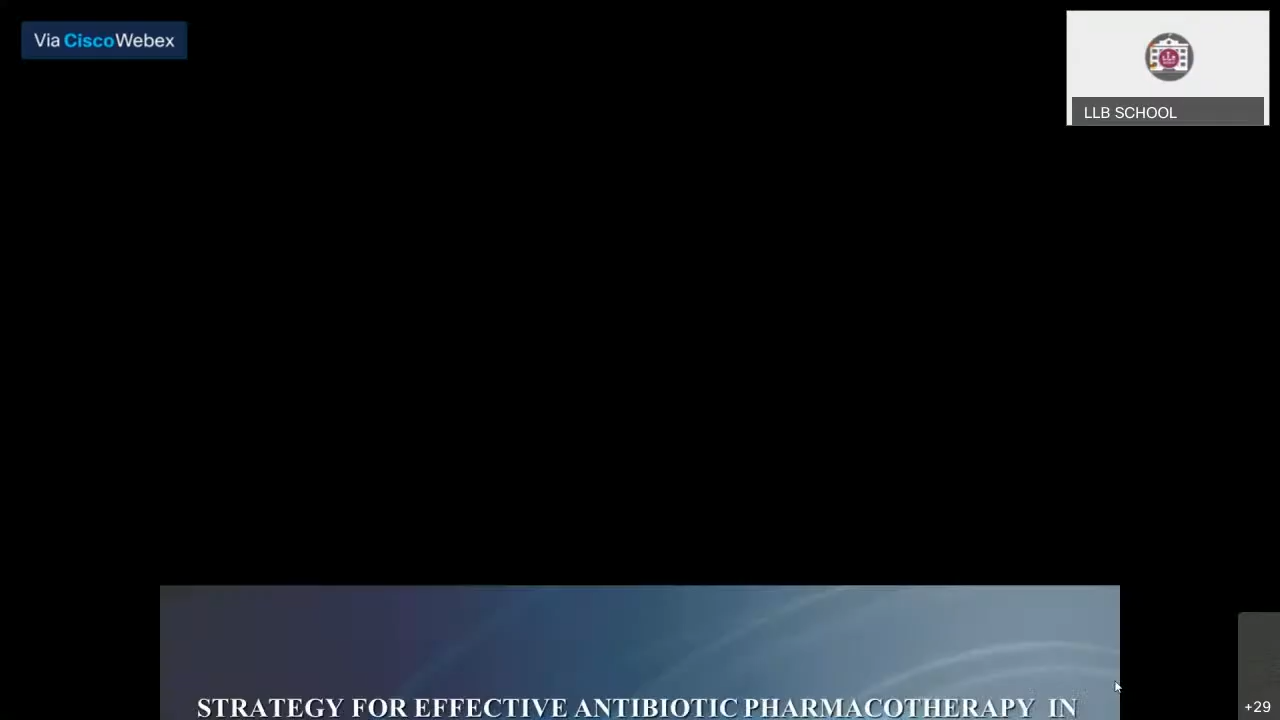 Via CiscoWebex
LLB SCHOOL
STRATEGY FOR EFFECTIVE ANTIBIOTIC PHARMACOTHERAPY IN
+29